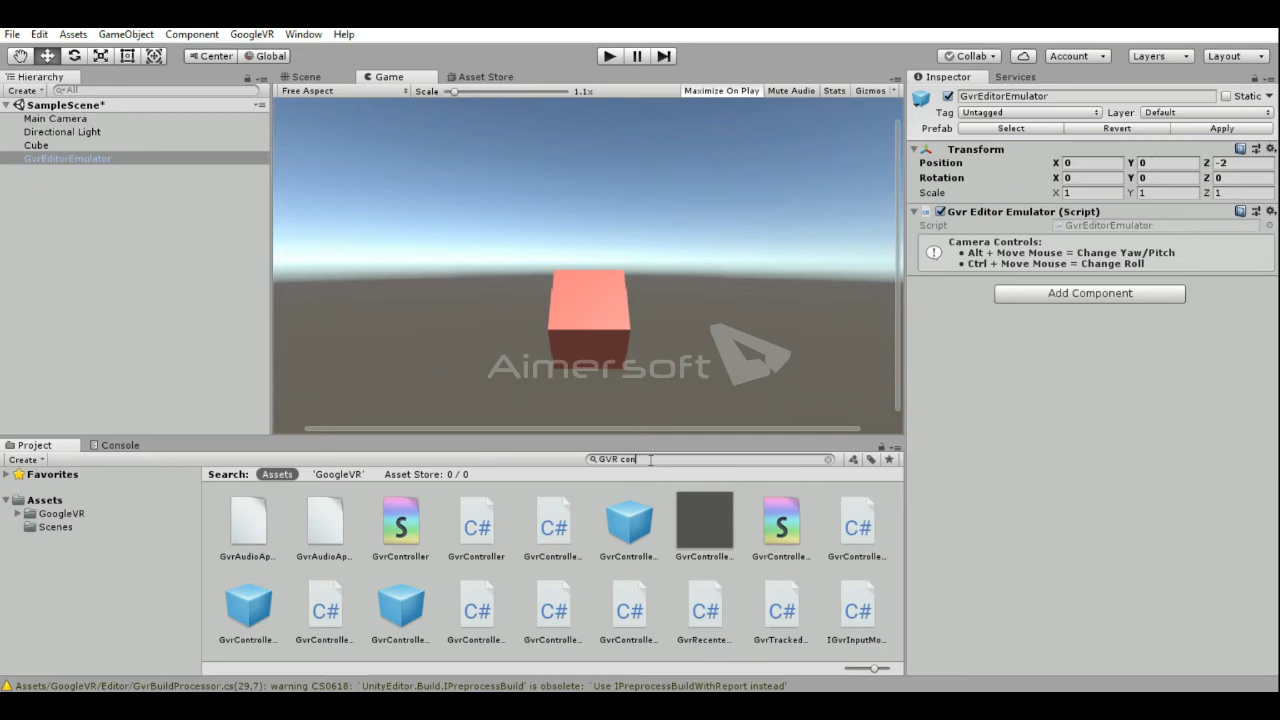 File Edit Assets GameObject Component GoogleVR Window Help
Center Global Collab Account Layers Layout
Hierarchy
Create All
SampleScene*
Main Camera
Directional Light
Cube
GvrEditorEmulator
Scene Game Asset Store
Free Aspect Scale 1.1x Maximize On Play Mute Audio Stats Gizmos
Aimersoft
Inspector Services
GvrEditorEmulator Static
Tag Untagged Layer Default
Prefab Select Revert Apply
Transform
Position X 0 Y 0 Z -2
Rotation X 0 Y 0 Z 0
Scale X 1 Y 1 Z 1
Gvr Editor Emulator (Script)
Script GvrEditorEmulator
Camera Controls:
• Alt + Move Mouse = Change Yaw/Pitch
• Ctrl + Move Mouse = Change Roll
Add Component
Project Console
Create GVR con
Favorites
Assets
GoogleVR
Scenes
Search: Assets 'GoogleVR' Asset Store: 0 / 0
S C# C# S C#
GvrAudioAp... GvrAudioAp... GvrController GvrController GvrControlle... GvrControlle... GvrControlle... GvrControlle... GvrControlle...
C# C# C# C# C# C# C#
GvrControlle... GvrControlle... GvrControlle... GvrControlle... GvrControlle... GvrControlle... GvrRecente... GvrTracked... IGvrInputMo...
Assets/GoogleVR/Editor/GvrBuildProcessor.cs(29,7): warning CS0618: `UnityEditor.Build.IPreprocessBuild' is obsolete: `Use IPreprocessBuildWithReport instead'